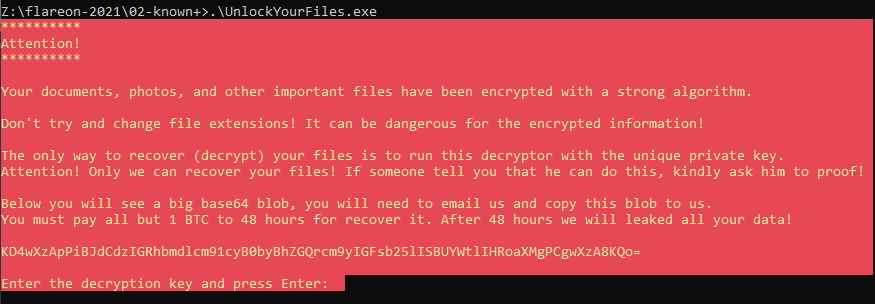 Z:\flareon-2021\02-known+>.\UnlockYourFiles.exe
**********
Attention!
**********
Your documents, photos, and other important files have been encrypted with a strong algorithm.
Don't try and change file extensions! It can be dangerous for the encrypted information!
The only way to recover (decrypt) your files is to run this decryptor with the unique private key.
Attention! Only we can recover your files! If someone tell you that he can do this, kindly ask him to proof!
Below you will see a big base64 blob, you will need to email us and copy this blob to us.
You must pay all but 1 BTC to 48 hours for recover it. After 48 hours we will leaked all your data!
KD4wXzApPiBJdCdzIGRhbmdlcm91cyB0byBhZGQrcm9yIGFsb25lISBUYWtlIHRoaXMgPCgwXzA8KQo=
Enter the decryption key and press Enter: